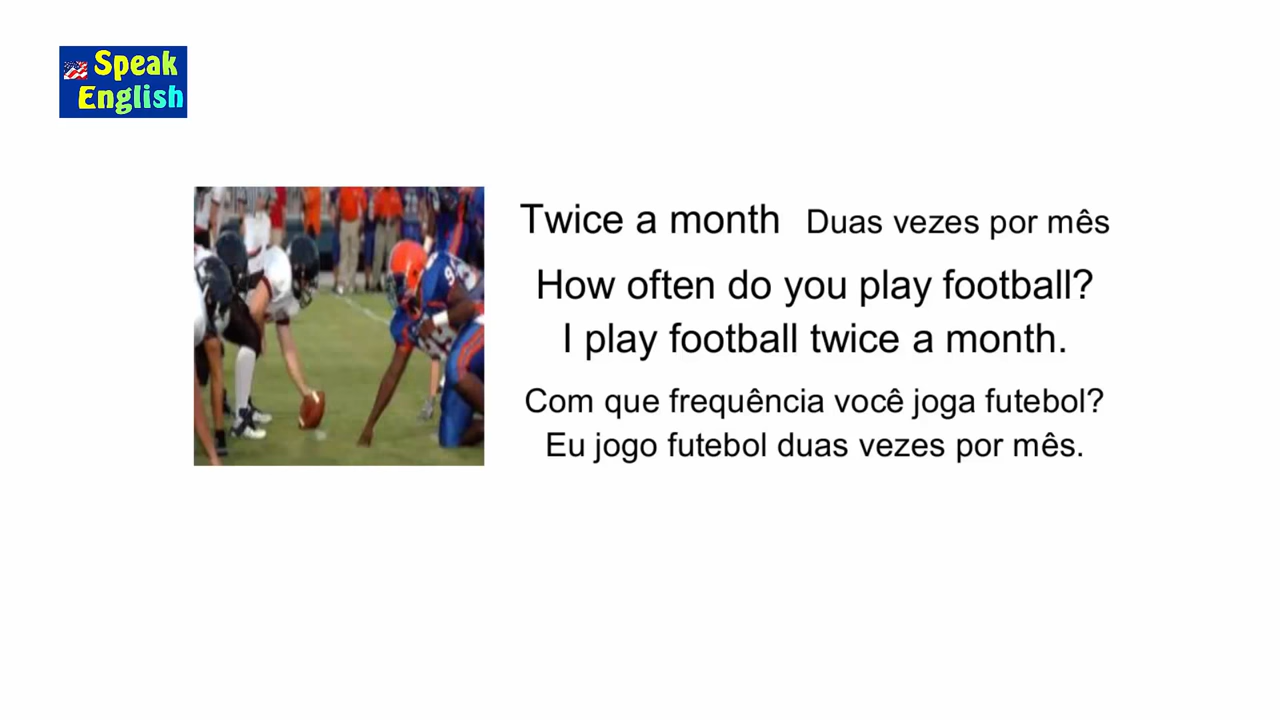 Speak
English
Twice a month Duas vezes por mês
How often do you play football?
I play football twice a month.
Com que frequência você joga futebol?
Eu jogo futebol duas vezes por mês.